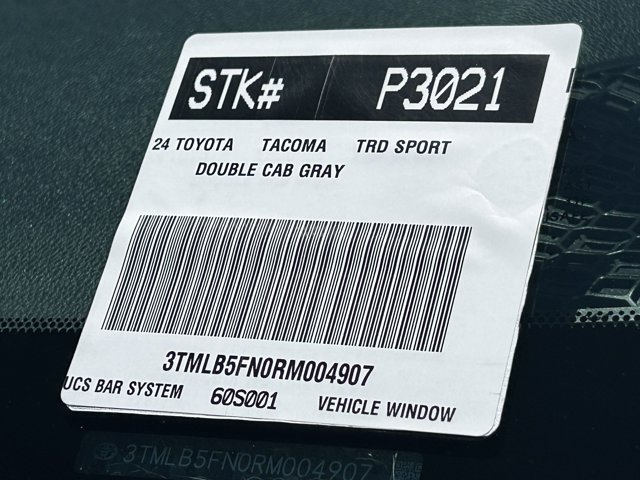 STK# P3021
24 TOYOTA TACOMA TRD SPORT
DOUBLE CAB GRAY
3TMLB5FN0RM004907
UCS BAR SYSTEM 60S001 VEHICLE WINDOW
3TMLB5FN0RM004907